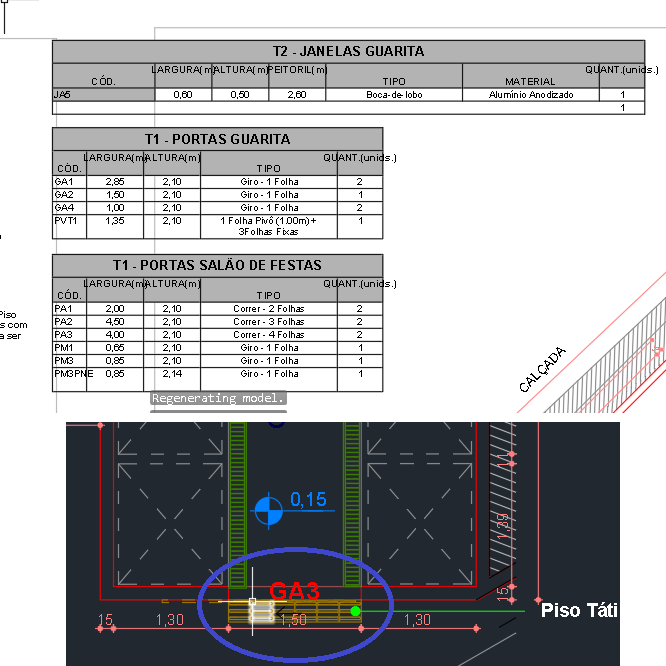 T2 - JANELAS GUARITA
CÓD. LARGURA(m) ALTURA(m) PEITORIL(m) TIPO MATERIAL QUANT.(unids.)
JA5 0,60 0,50 2,60 Boca-de-lobo Alumínio Anodizado 1
1
T1 - PORTAS GUARITA
CÓD. LARGURA(m) ALTURA(m) TIPO QUANT.(unids.)
GA1 2,85 2,10 Giro - 1 Folha 2
GA2 1,50 2,10 Giro - 1 Folha 1
GA4 1,00 2,10 Giro - 1 Folha 2
PVT1 1,35 2,10 1 Folha Pivô (1.00m) + 1
3Folhas Fixas
T1 - PORTAS SALÃO DE FESTAS
CÓD. LARGURA(m) ALTURA(m) TIPO QUANT.(unids.)
PA1 2,00 2,10 Correr - 2 Folhas 2
PA2 4,50 2,10 Correr - 3 Folhas 2
PA3 4,00 2,10 Correr - 4 Folhas 2
PM1 0,65 2,10 Giro - 1 Folha 1
PM3 0,85 2,10 Giro - 1 Folha 1
PM3PNE 0,85 2,14 Giro - 1 Folha 1
Piso
s com
a ser
CALÇADA
Regenerating model.
0,15
11
1,39
15
GA3
Piso Táti
15 1,30 1,50 1,30